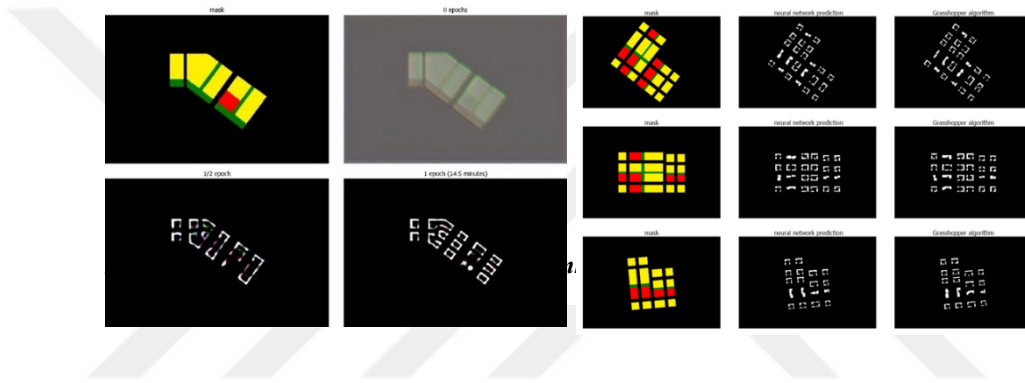 mask
0 epochs
1/2 epoch
1 epoch (14.5 minutes)
mask
neural network prediction
Grasshopper algorithm
mask
neural network prediction
Grasshopper algorithm
mask
neural network prediction
Grasshopper algorithm